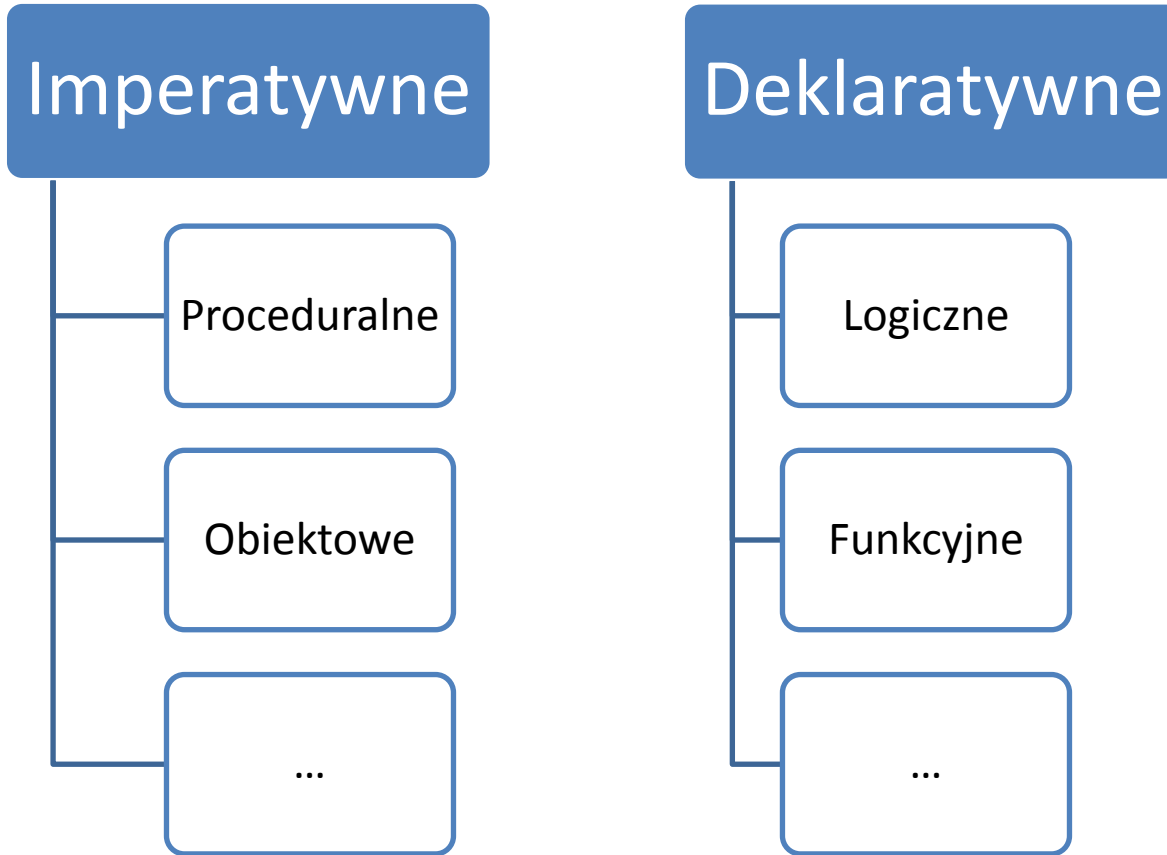 Imperatywne
Proceduralne
Obiektowe
...
Deklaratywne
Logiczne
Funkcyjne
...